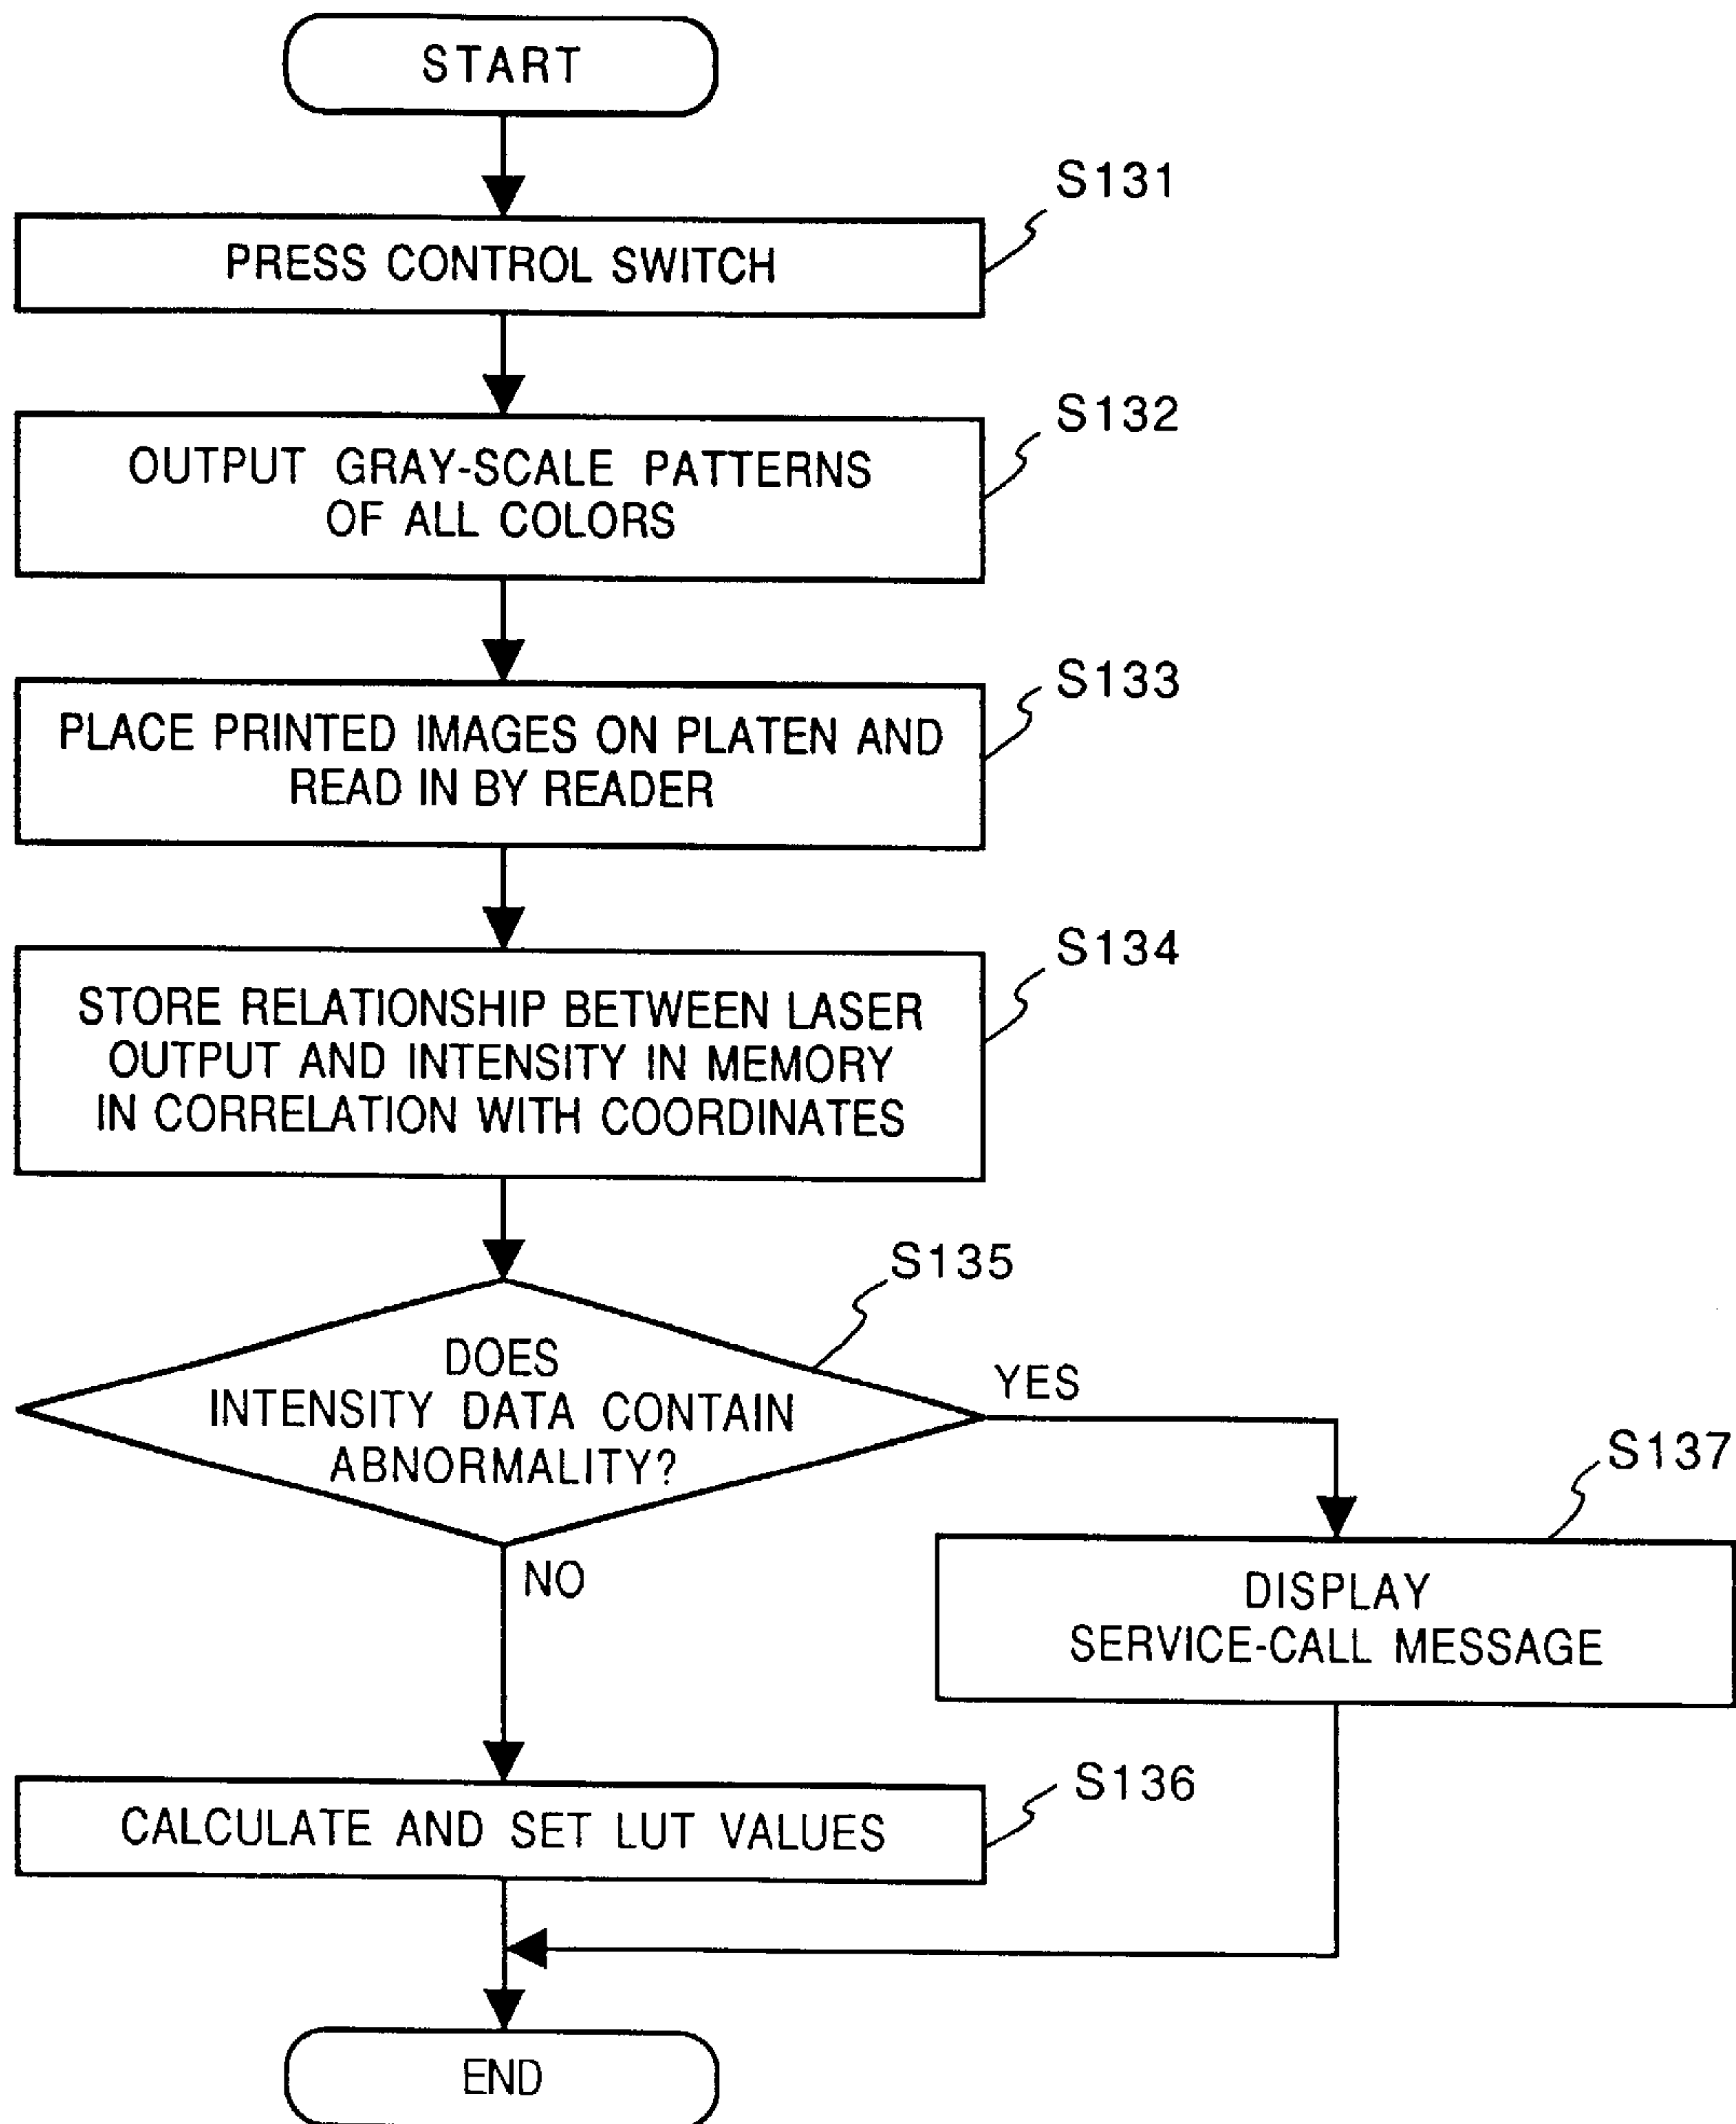 START
S131
PRESS CONTROL SWITCH
S132
OUTPUT GRAY-SCALE PATTERNS
OF ALL COLORS
S133
PLACE PRINTED IMAGES ON PLATEN AND
READ IN BY READER
S134
STORE RELATIONSHIP BETWEEN LASER
OUTPUT AND INTENSITY IN MEMORY
IN CORRELATION WITH COORDINATES
S135
DOES
INTENSITY DATA CONTAIN
ABNORMALITY?
YES
NO
S137
DISPLAY
SERVICE-CALL MESSAGE
S136
CALCULATE AND SET LUT VALUES
END